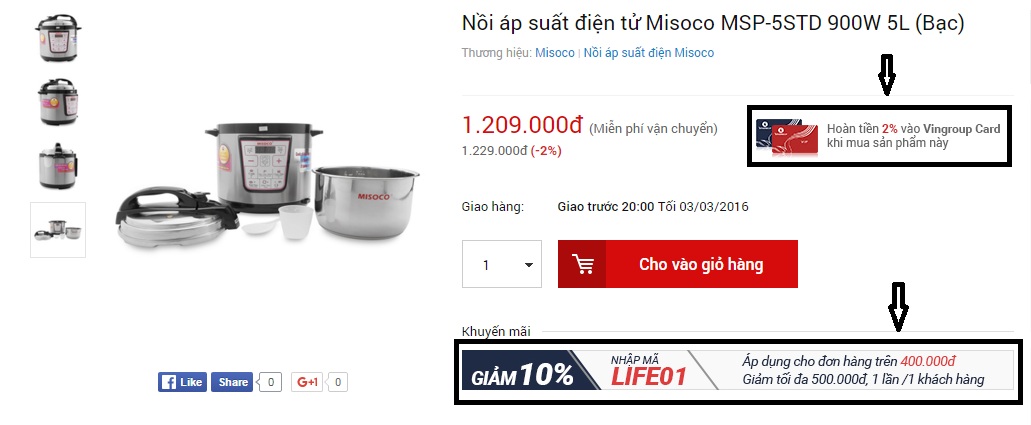 Nồi áp suất điện tử Misoco MSP-5STD 900W 5L (Bạc)
Thương hiệu: Misoco | Nồi áp suất điện Misoco
1.209.000đ (Miễn phí vận chuyển)
1.229.000đ (-2%)
Hoàn tiền 2% vào Vingroup Card
khi mua sản phẩm này
Giao hàng: Giao trước 20:00 Tối 03/03/2016
1
Cho vào giỏ hàng
Khuyến mãi
GIẢM 10%
NHẬP MÃ
LIFE01
Áp dụng cho đơn hàng trên 400.000đ
Giảm tối đa 500.000đ, 1 lần /1 khách hàng
MISOCO
MISOCO
Like Share 0 G+1 0